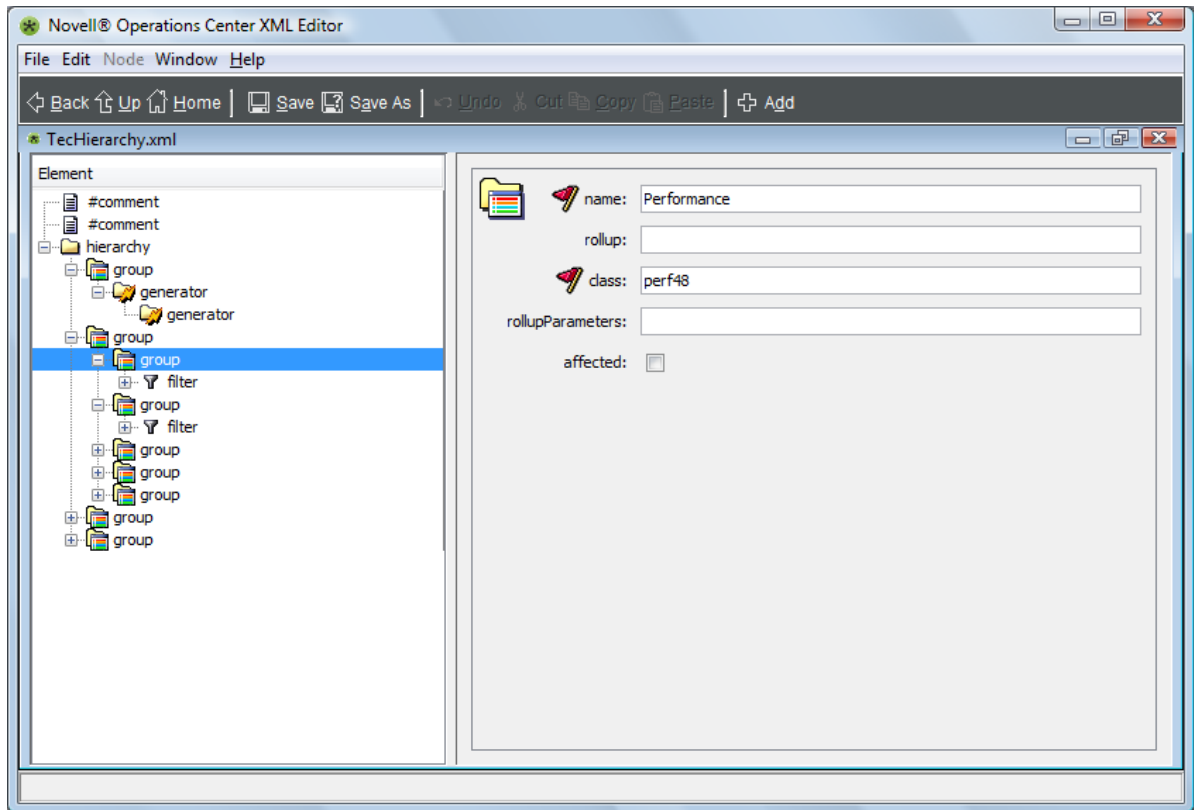 Novell® Operations Center XML Editor
File Edit Node Window Help
Back Up Home Save Save As Undo Cut Copy Paste Add
TecHierarchy.xml
Element
#comment
#comment
hierarchy
group
generator
generator
group
group
filter
group
filter
group
group
group
group
group
name: Performance
rollup:
class: perf48
rollupParameters:
affected: